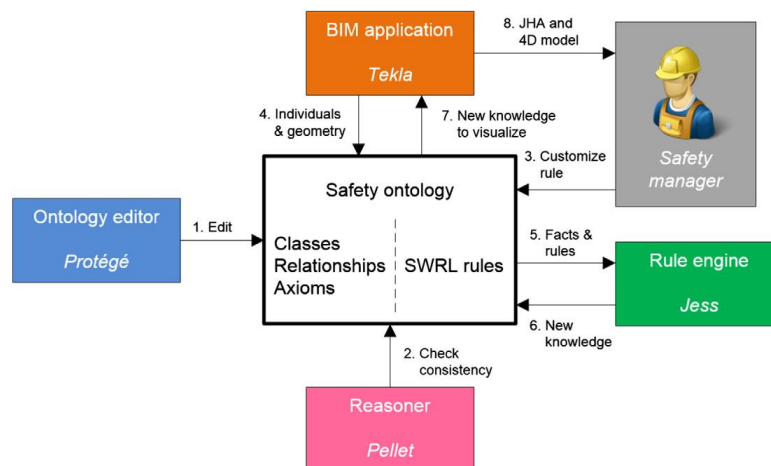 BIM application
Tekla
8. JHA and
4D model
4. Individuals
& geometry
7. New knowledge
to visualize
3. Customize
rule
Safety
manager
Safety ontology
Ontology editor
Protégé
1. Edit
Classes
Relationships
Axioms
SWRL rules
5. Facts &
rules
Rule engine
Jess
6. New
knowledge
2. Check
consistency
Reasoner
Pellet